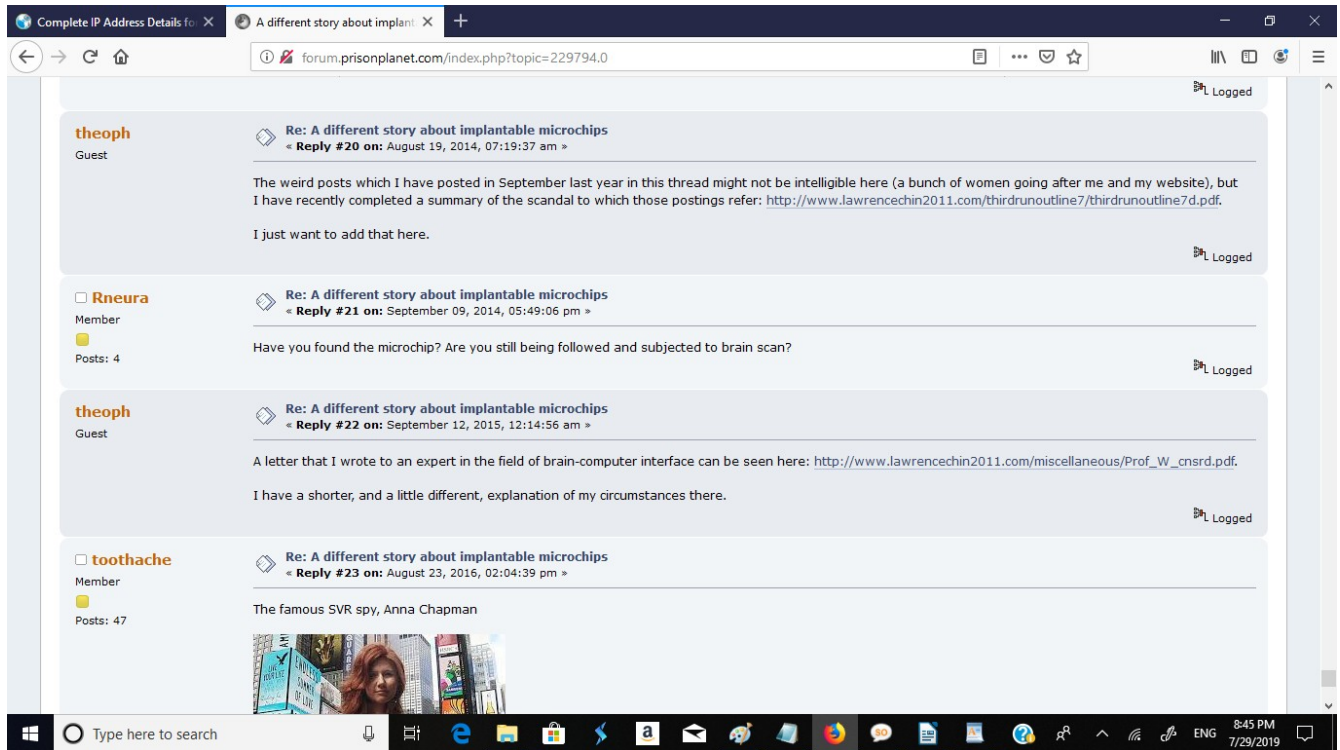 Complete IP Address Details fo
A different story about implant
forum.prisonplanet.com/index.php?topic=229794.0
Logged
theoph
Guest
Re: A different story about implantable microchips
« Reply #20 on: August 19, 2014, 07:19:37 am »
The weird posts which I have posted in September last year in this thread might not be intelligible here (a bunch of women going after me and my website), but
I have recently completed a summary of the scandal to which those postings refer: http://www.lawrencechin2011.com/thirdrunoutline7/thirdrunoutline7d.pdf.
I just want to add that here.
Logged
Rneura
Member
Posts: 4
Re: A different story about implantable microchips
« Reply #21 on: September 09, 2014, 05:49:06 pm »
Have you found the microchip? Are you still being followed and subjected to brain scan?
Logged
theoph
Guest
Re: A different story about implantable microchips
« Reply #22 on: September 12, 2015, 12:14:56 am »
A letter that I wrote to an expert in the field of brain-computer interface can be seen here: http://www.lawrencechin2011.com/miscellaneous/Prof_W_cnsrd.pdf.
I have a shorter, and a little different, explanation of my circumstances there.
Logged
toothache
Member
Posts: 47
Re: A different story about implantable microchips
« Reply #23 on: August 23, 2016, 02:04:39 pm »
The famous SVR spy, Anna Chapman
Type here to search
ENG
8:45 PM
7/29/2019